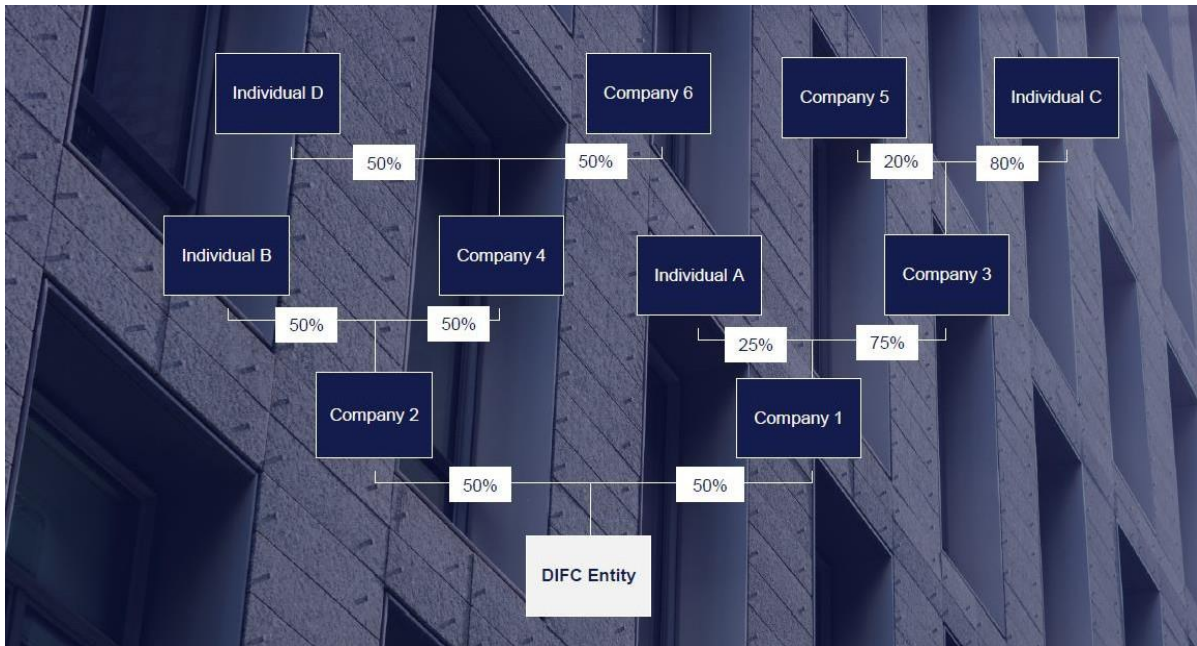 Individual D
Company 6
Company 5
Individual C
50%
50%
20%
80%
Individual B
Company 4
Individual A
Company 3
50%
50%
25%
75%
Company 2
Company 1
50%
50%
DIFC Entity